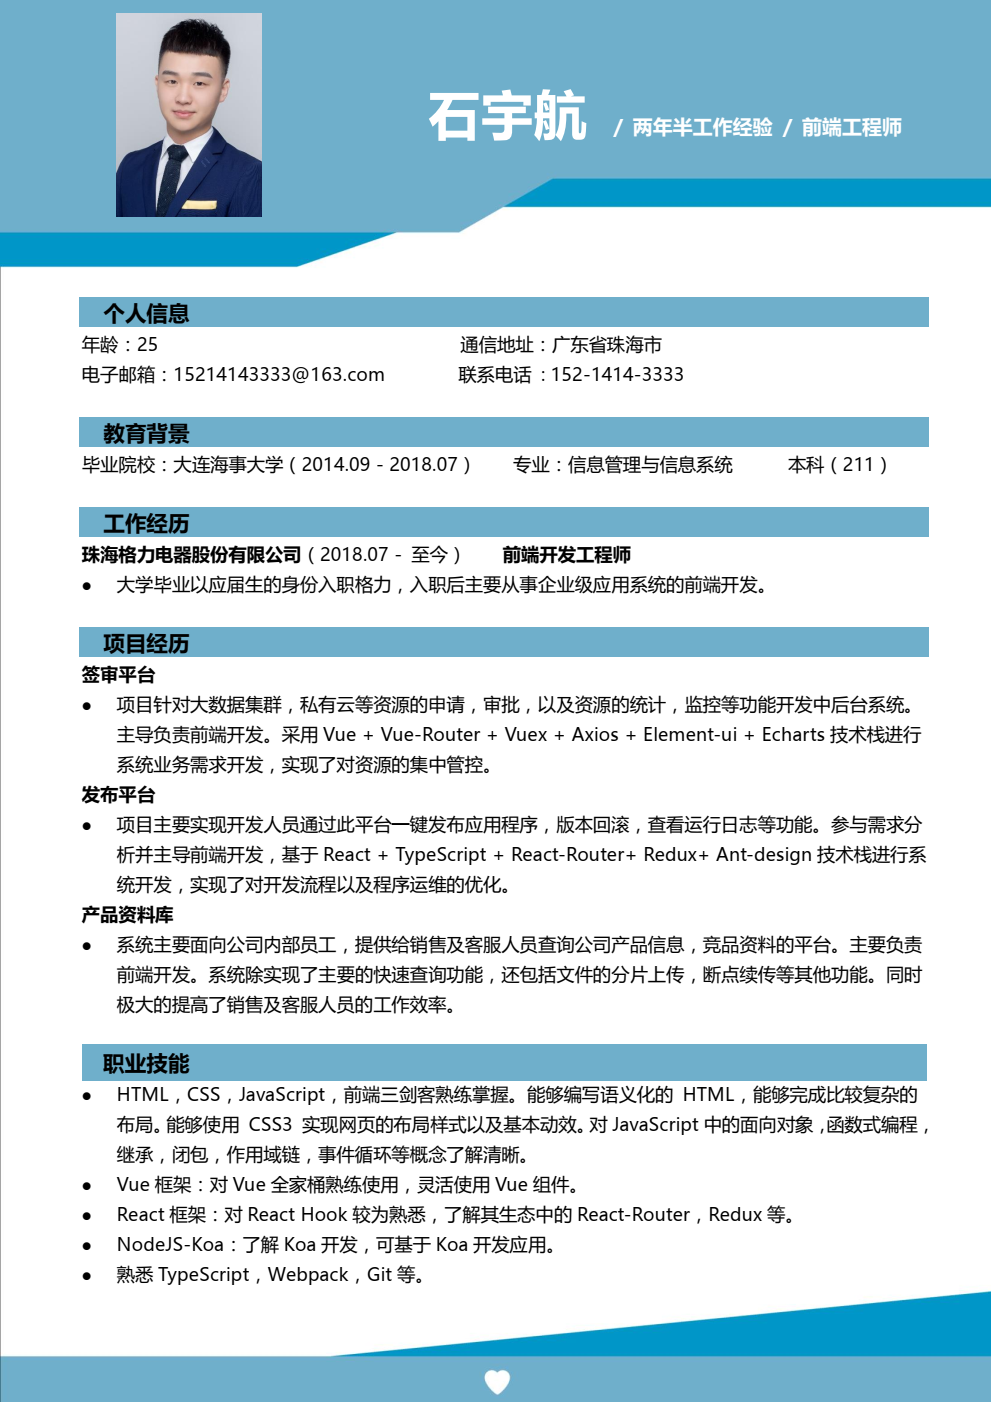 石宇航 / 两年半工作经验 / 前端工程师
个人信息
年龄：25 通信地址：广东省珠海市
电子邮箱：15214143333@163.com 联系电话：152-1414-3333
教育背景
毕业院校：大连海事大学（2014.09 - 2018.07） 专业：信息管理与信息系统 本科（211）
工作经历
珠海格力电器股份有限公司（2018.07 - 至今） 前端开发工程师
● 大学毕业以应届生的身份入职格力，入职后主要从事企业级应用系统的前端开发。
项目经历
签审平台
● 项目针对大数据集群，私有云等资源的申请，审批，以及资源的统计，监控等功能开发中后台系统。
主导负责前端开发。采用 Vue + Vue-Router + Vuex + Axios + Element-ui + Echarts 技术栈进行
系统业务需求开发，实现了对资源的集中管控。
发布平台
● 项目主要实现开发人员通过此平台一键发布应用程序，版本回滚，查看运行日志等功能。参与需求分
析并主导前端开发，基于 React + TypeScript + React-Router+ Redux+ Ant-design 技术栈进行系
统开发，实现了对开发流程以及程序运维的优化。
产品资料库
● 系统主要面向公司内部员工，提供给销售及客服人员查询公司产品信息，竞品资料的平台。主要负责
前端开发。系统除实现了主要的快速查询功能，还包括文件的分片上传，断点续传等其他功能。同时
极大的提高了销售及客服人员的工作效率。
职业技能
● HTML，CSS，JavaScript，前端三剑客熟练掌握。能够编写语义化的 HTML，能够完成比较复杂的
布局。能够使用 CSS3 实现网页的布局样式以及基本动效。对 JavaScript 中的面向对象，函数式编程，
继承，闭包，作用域链，事件循环等概念了解清晰。
● Vue 框架：对 Vue 全家桶熟练使用，灵活使用 Vue 组件。
● React 框架：对 React Hook 较为熟悉，了解其生态中的 React-Router，Redux 等。
● NodeJS-Koa：了解 Koa 开发，可基于 Koa 开发应用。
● 熟悉 TypeScript，Webpack，Git 等。